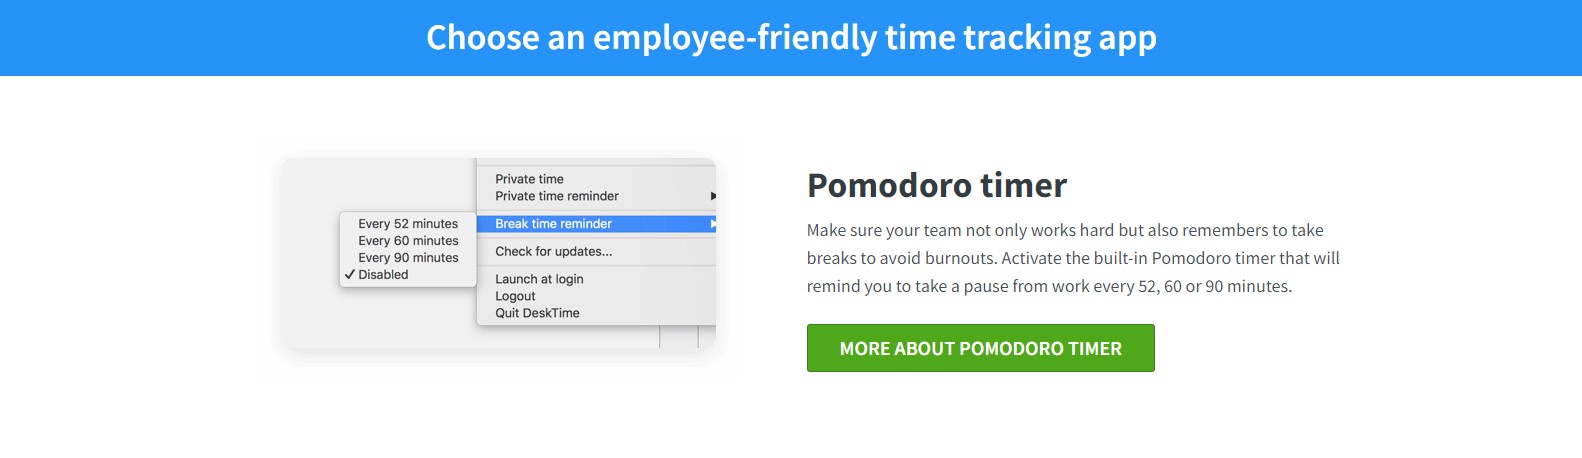 Choose an employee-friendly time tracking app
Private time
Private time reminder
Break time reminder
Every 52 minutes
Every 60 minutes
Every 90 minutes
Disabled
Check for updates...
Launch at login
Logout
Quit DeskTime
Pomodoro timer
Make sure your team not only works hard but also remembers to take
breaks to avoid burnouts. Activate the built-in Pomodoro timer that will
remind you to take a pause from work every 52, 60 or 90 minutes.
MORE ABOUT POMODORO TIMER